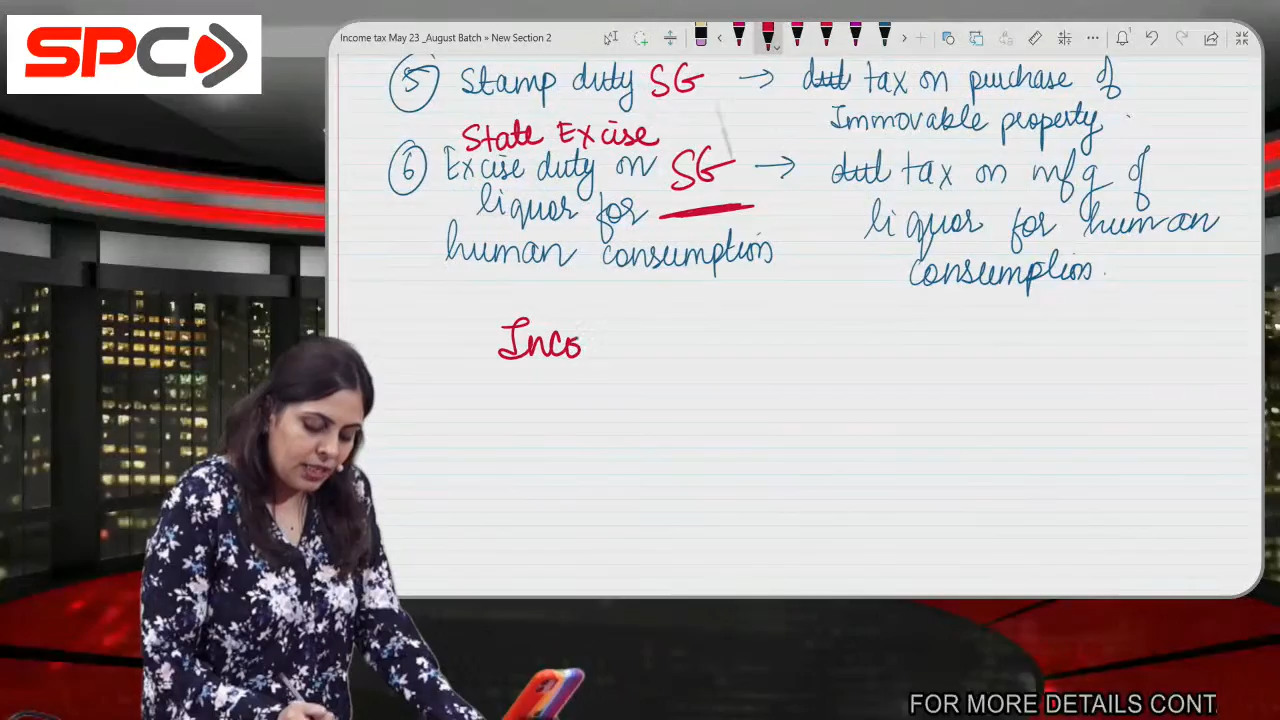 SPC
Income tax May 23 _August Batch » New Section 2
5 Stamp duty SG → tax on purchase of
Immovable property.
State Excise
6 Excise duty on SG → tax on mfg of
liquor for
human consumption
liquor for human
consumption.
Inco
FOR MORE DETAILS CONT